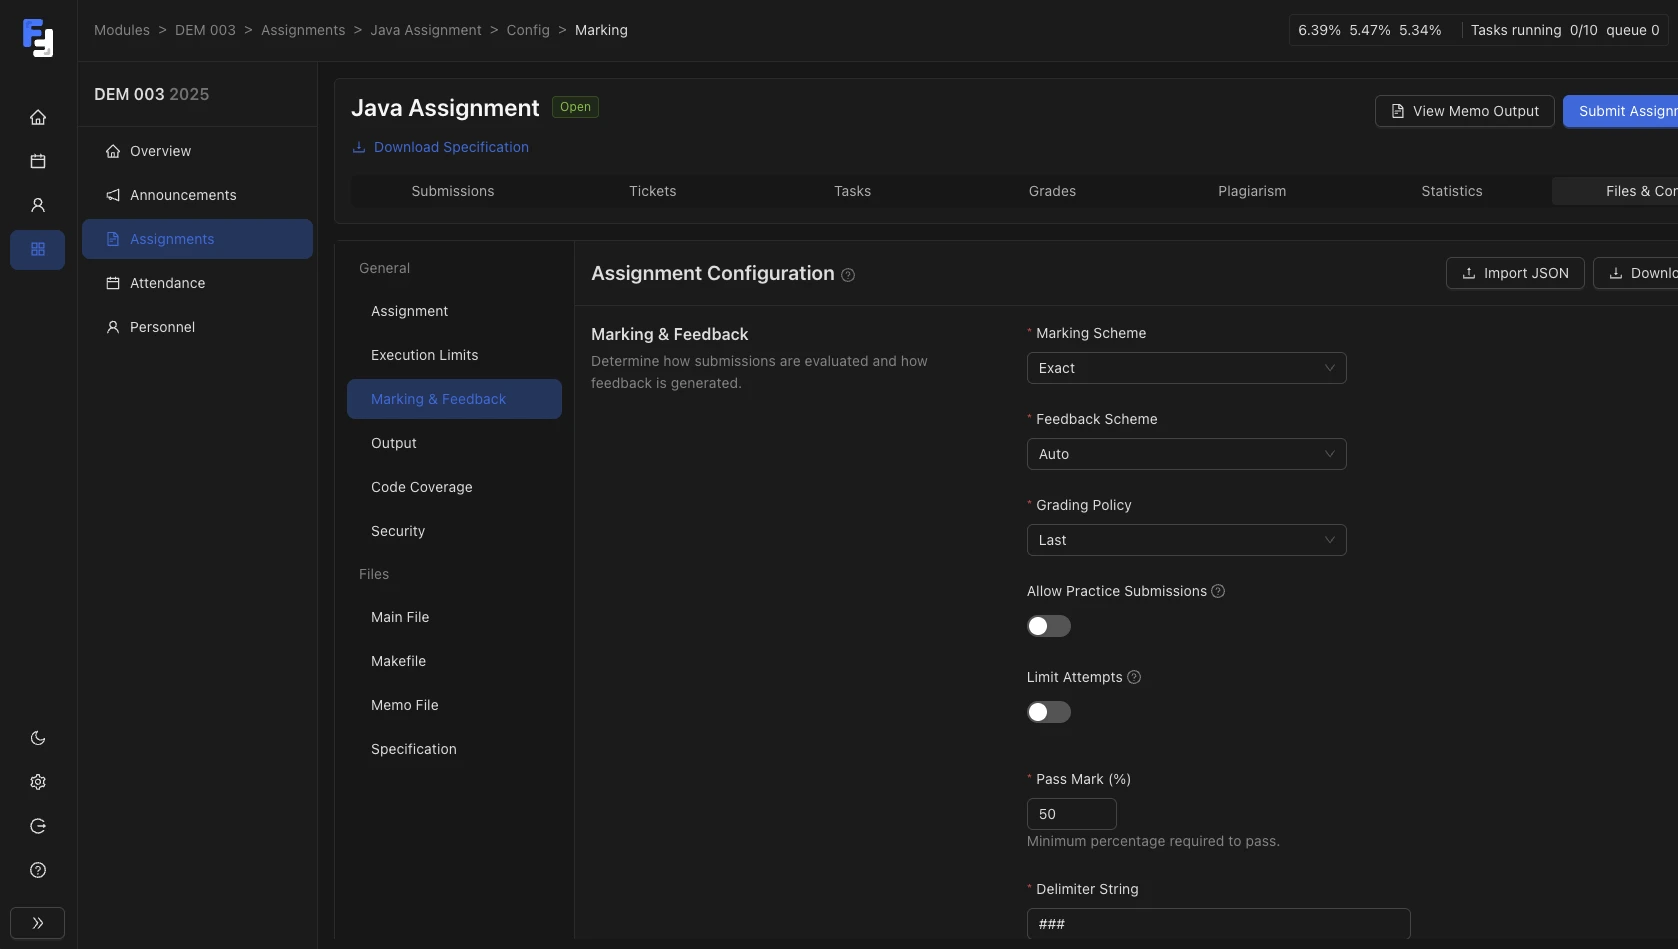 Modules > DEM 003 > Assignments > Java Assignment > Config > Marking
6.39% 5.47% 5.34% Tasks running 0/10 queue 0
DEM 003 2025
Overview
Announcements
Assignments
Attendance
Personnel
Java Assignment Open
Download Specification
View Memo Output
Submit Assignm
Submissions Tickets Tasks Grades Plagiarism Statistics Files & Con
General
Assignment
Execution Limits
Marking & Feedback
Output
Code Coverage
Security
Files
Main File
Makefile
Memo File
Specification
Assignment Configuration
Import JSON
Downlo
Marking & Feedback
Determine how submissions are evaluated and how
feedback is generated.
* Marking Scheme
Exact
* Feedback Scheme
Auto
* Grading Policy
Last
Allow Practice Submissions
Limit Attempts
* Pass Mark (%)
50
Minimum percentage required to pass.
* Delimiter String
###